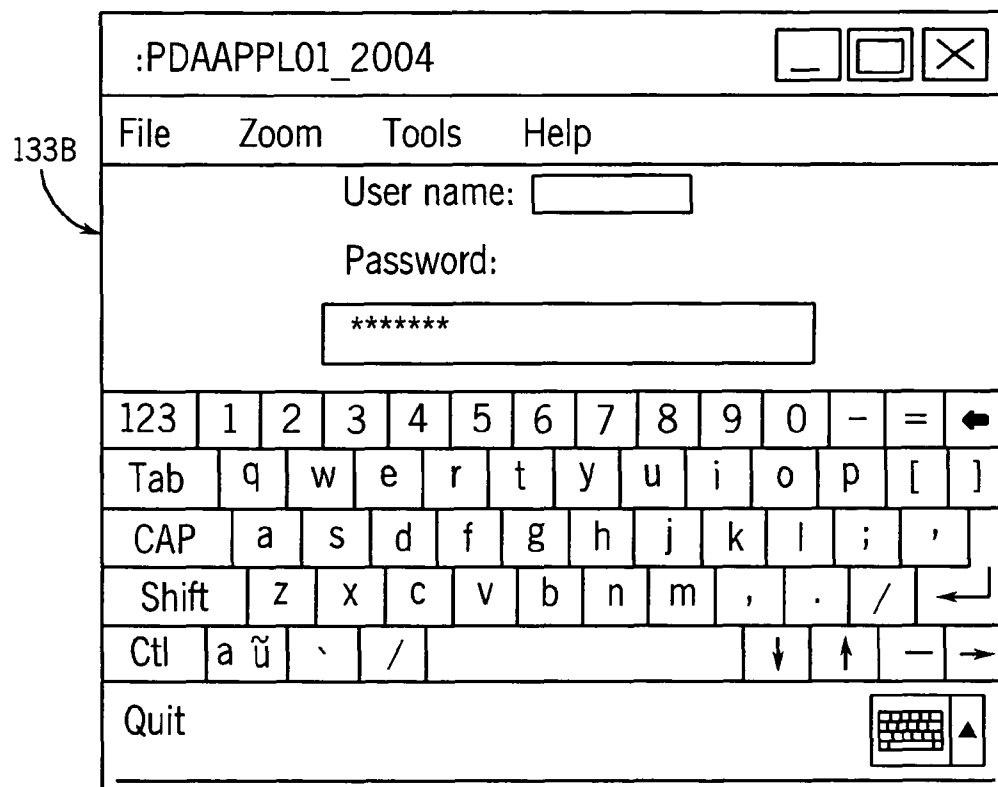 :PDAAPPL01_2004
File Zoom Tools Help
133B
User name:
Password:
*******
123 1 2 3 4 5 6 7 8 9 0 - =
Tab q w e r t y u i o p [ ]
CAP a s d f g h j k l ; '
Shift z x c v b n m , . /
Ctl a ũ ` /
Quit